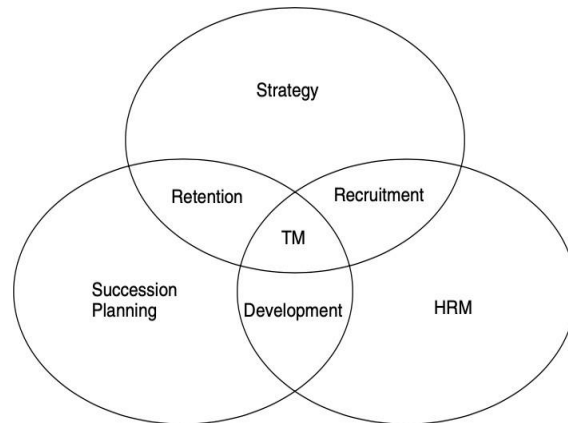 Strategy
Retention
Recruitment
TM
Succession
Planning
Development
HRM